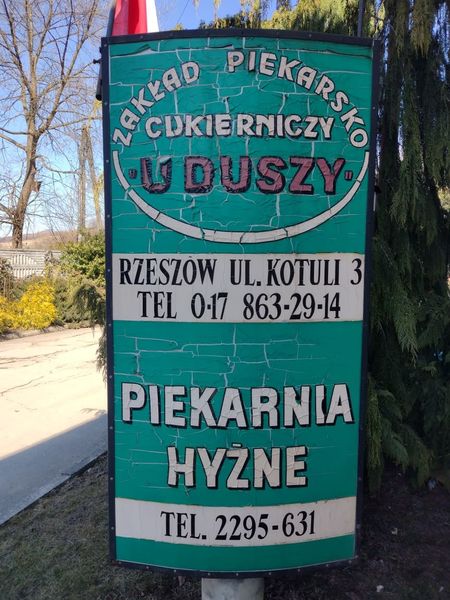 ZAKŁAD PIEKARSKO
CUKIERNICZY
"U DUSZY"
RZESZÓW UL. KOTULI 3
TEL 0-17 863-29-14
PIEKARNIA
HYŻNE
TEL. 2295-631